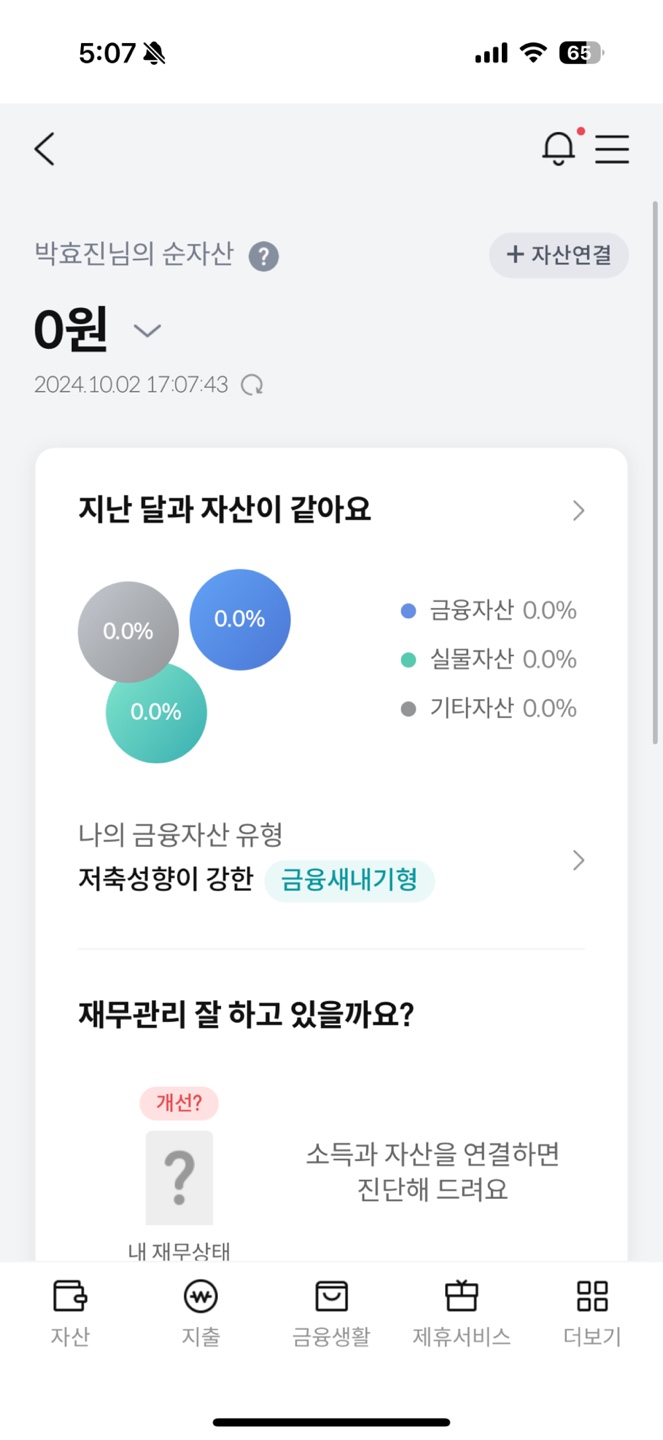 5:07
65
박효진님의 순자산 ?
+ 자산연결
0원
2024.10.02 17:07:43
지난 달과 자산이 같아요
0.0%
0.0%
0.0%
금융자산 0.0%
실물자산 0.0%
기타자산 0.0%
나의 금융자산 유형
저축성향이 강한 금융새내기형
재무관리 잘 하고 있을까요?
개선?
?
소득과 자산을 연결하면
진단해 드려요
내 재무상태
자산
지출
금융생활
제휴서비스
더보기